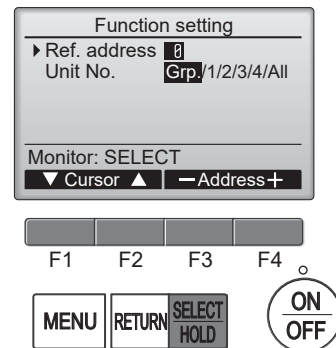 Function setting
Ref. address 0
Unit No. Grp./1/2/3/4/All
Monitor: SELECT
▼ Cursor ▲ －Address＋
F1 F2 F3 F4
MENU RETURN SELECT HOLD ON OFF